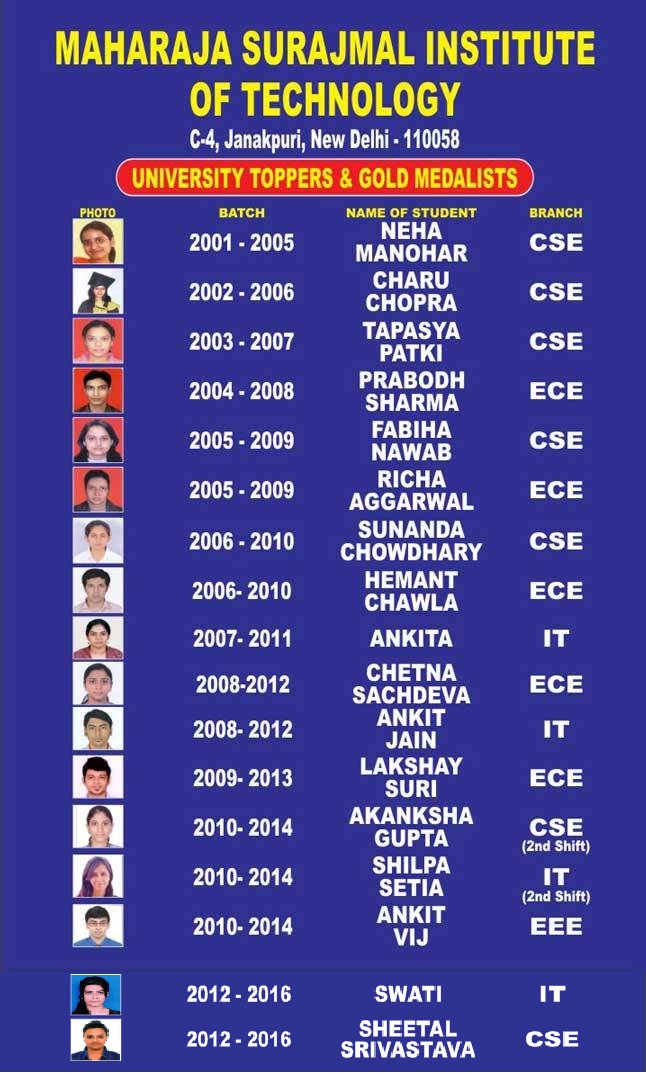 MAHARAJA SURAJMAL INSTITUTE
OF TECHNOLOGY
C-4, Janakpuri, New Delhi - 110058
UNIVERSITY TOPPERS & GOLD MEDALISTS
PHOTO BATCH NAME OF STUDENT BRANCH
2001 - 2005 NEHA MANOHAR CSE
2002 - 2006 CHARU CHOPRA CSE
2003 - 2007 TAPASYA PATKI CSE
2004 - 2008 PRABODH SHARMA ECE
2005 - 2009 FABIHA NAWAB CSE
2005 - 2009 RICHA AGGARWAL ECE
2006 - 2010 SUNANDA CHOWDHARY CSE
2006- 2010 HEMANT CHAWLA ECE
2007- 2011 ANKITA IT
2008-2012 CHETNA SACHDEVA ECE
2008- 2012 ANKIT JAIN IT
2009- 2013 LAKSHAY SURI ECE
2010- 2014 AKANKSHA GUPTA CSE (2nd Shift)
2010- 2014 SHILPA SETIA IT (2nd Shift)
2010- 2014 ANKIT VIJ EEE
2012 - 2016 SWATI IT
2012 - 2016 SHEETAL SRIVASTAVA CSE